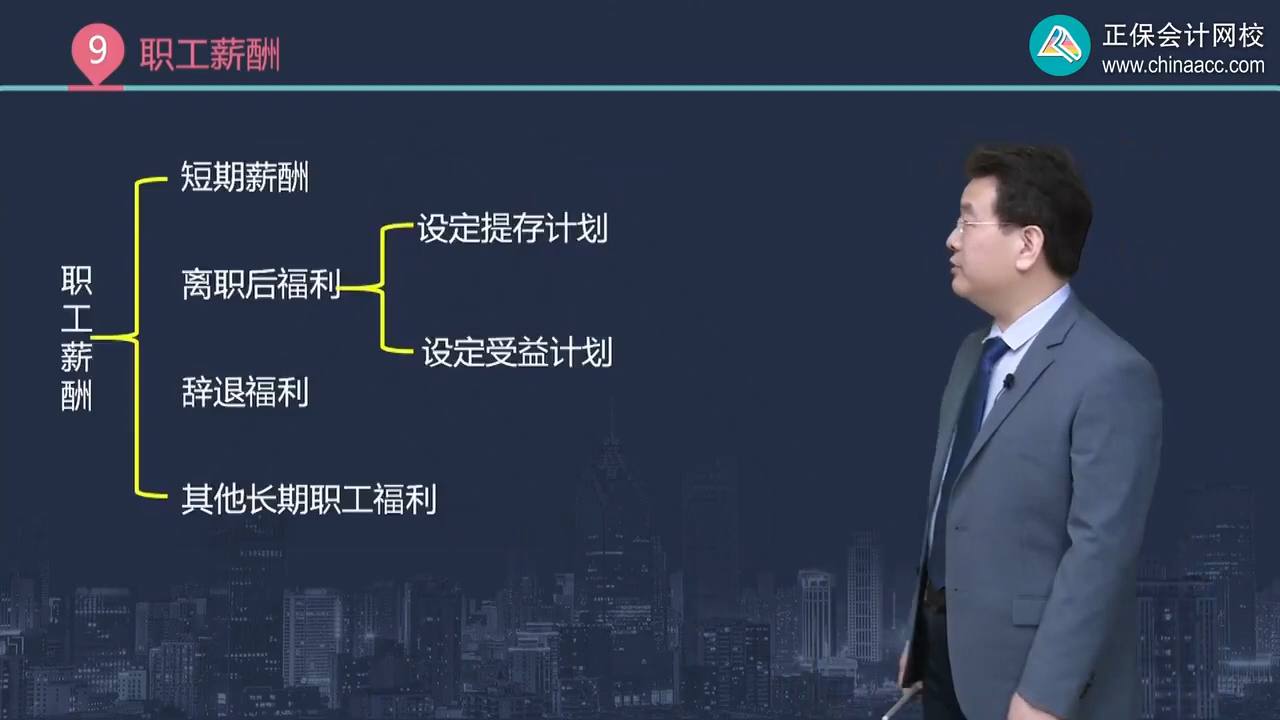 9 职工薪酬
正保会计网校
www.chinaacc.com
职工薪酬
短期薪酬
离职后福利
设定提存计划
设定受益计划
辞退福利
其他长期职工福利